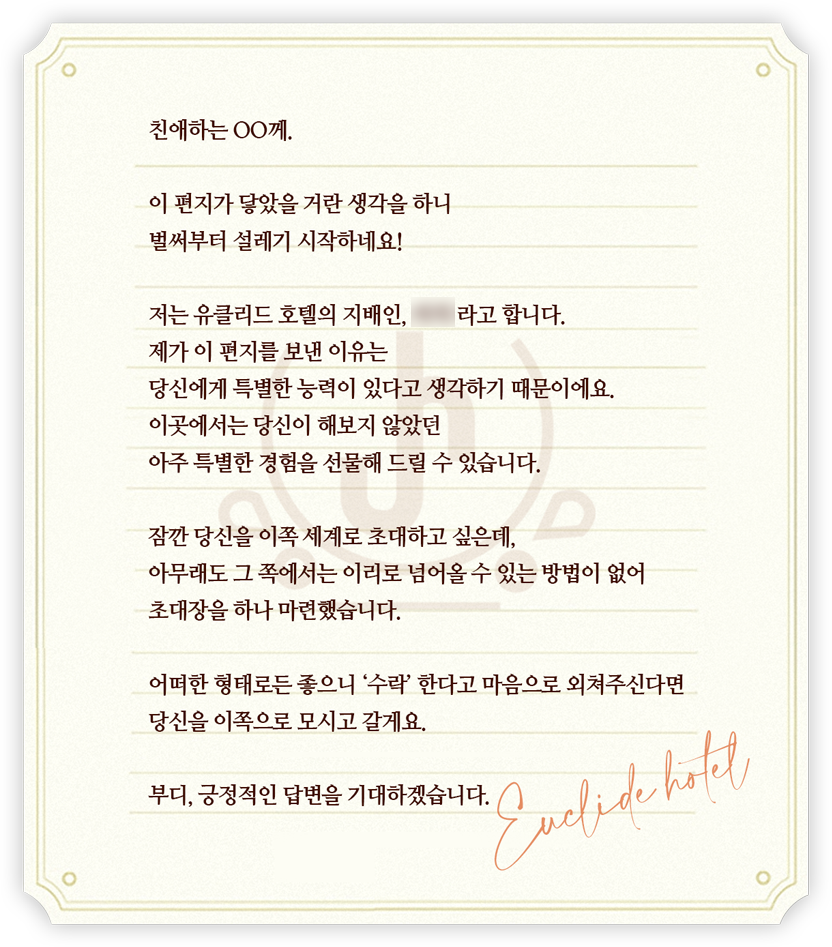 친애하는 OO께.
이 편지가 닿았을 거란 생각을 하니
벌써부터 설레기 시작하네요!
저는 유클리드 호텔의 지배인, 라고 합니다.
제가 이 편지를 보낸 이유는
당신에게 특별한 능력이 있다고 생각하기 때문이에요.
이곳에서는 당신이 해보지 않았던
아주 특별한 경험을 선물해 드릴 수 있습니다.
잠깐 당신을 이쪽 세계로 초대하고 싶은데,
아무래도 그 쪽에서는 이리로 넘어올 수 있는 방법이 없어
초대장을 하나 마련했습니다.
어떠한 형태로든 좋으니 ‘수락’ 한다고 마음으로 외쳐주신다면
당신을 이쪽으로 모시고 갈게요.
부디, 긍정적인 답변을 기대하겠습니다.
Euclide hotel